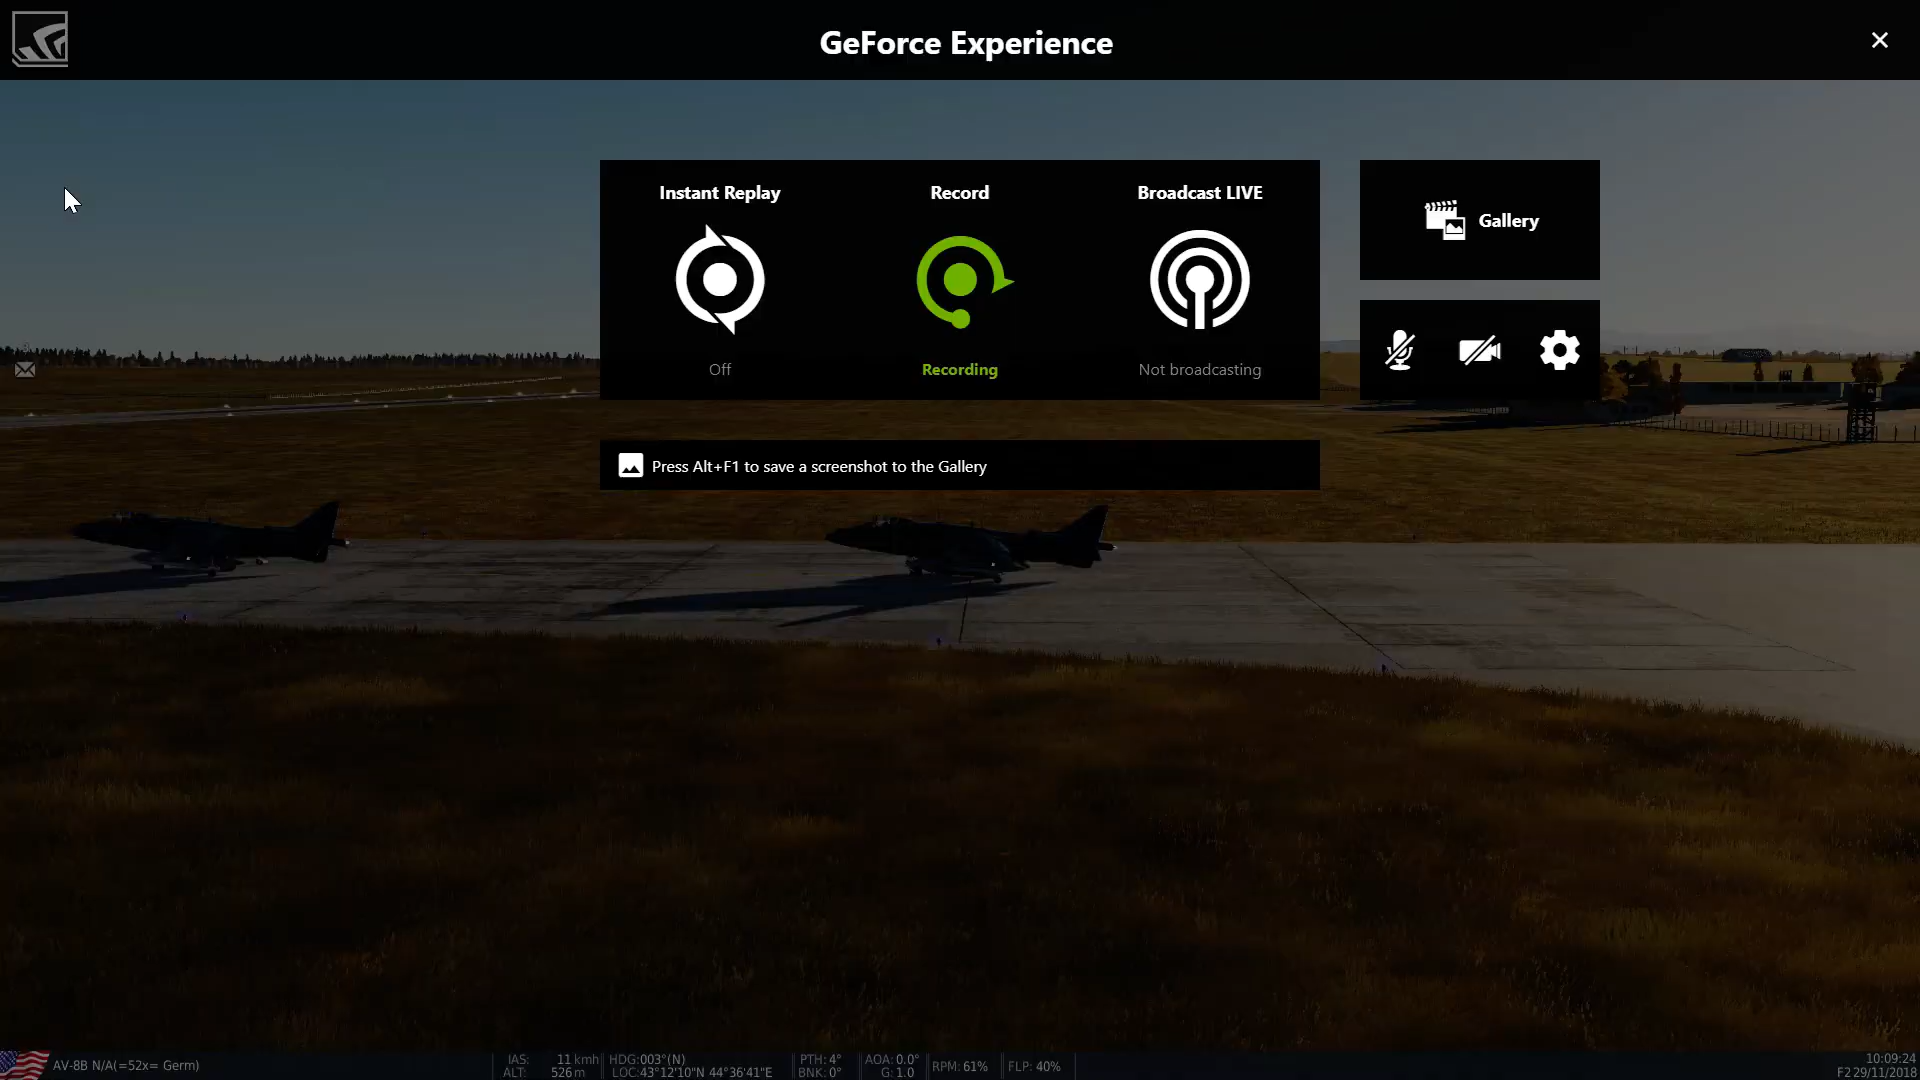 GeForce Experience
Instant Replay
Record
Broadcast LIVE
Gallery
Off
Recording
Not broadcasting
Press Alt+F1 to save a screenshot to the Gallery
AV-8B N/A(=52x= Germ)
IAS: 11 kmh
ALT: 526 m
HDG:003°(N)
LOC:43°12'10"N 44°36'41"E
PTH: 4°
BNK: 0°
AOA: 0.0°
G: 1.0
RPM: 61%
FLP: 40%
10:09:24
F2 29/11/2018